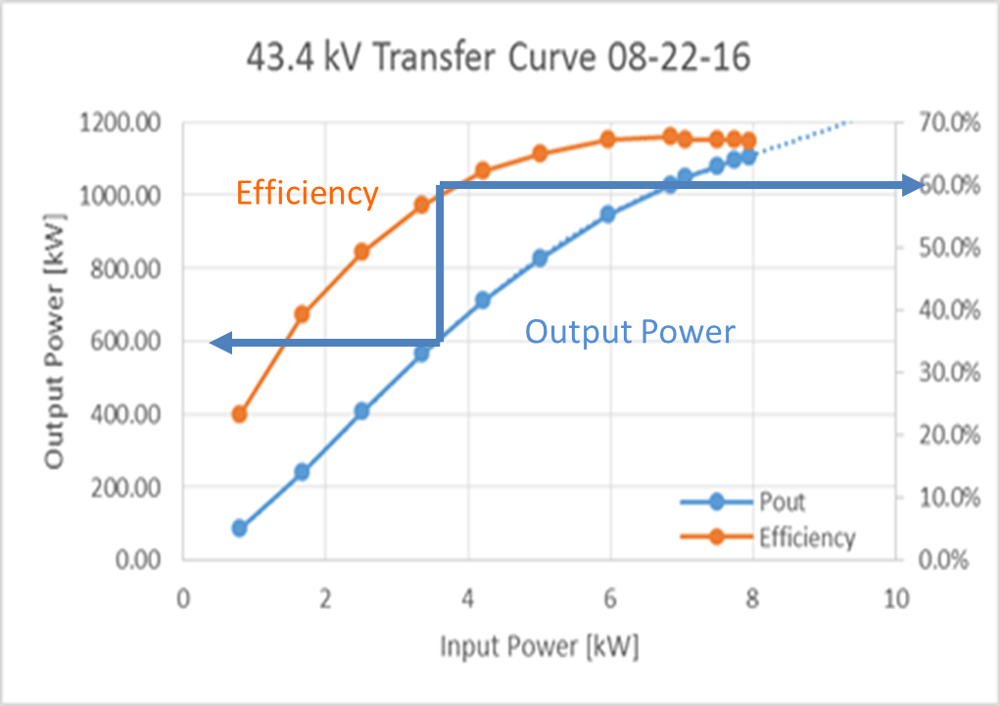 43.4 kV Transfer Curve 08-22-16
1200.00
1000.00
800.00
600.00
400.00
200.00
0.00
Output Power [kW]
70.0%
60.0%
50.0%
40.0%
30.0%
20.0%
10.0%
0.0%
Efficiency
Output Power
Pout
Efficiency
0 2 4 6 8 10
Input Power [kW]